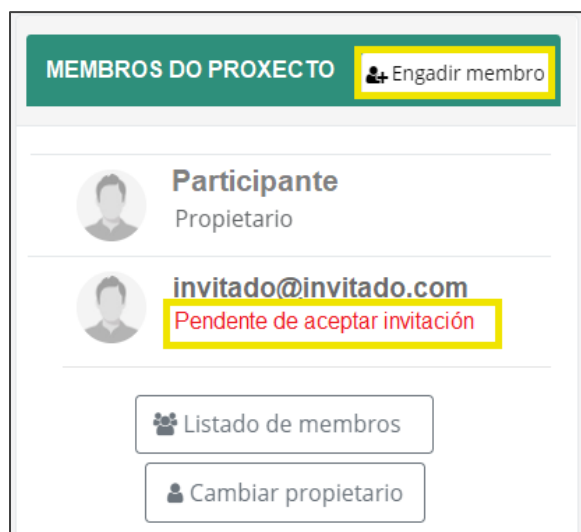 MEMBROS DO PROXECTO
Engadir membro
Participante
Propietario
invitado@invitado.com
Pendente de aceptar invitación
Listado de membros
Cambiar propietario